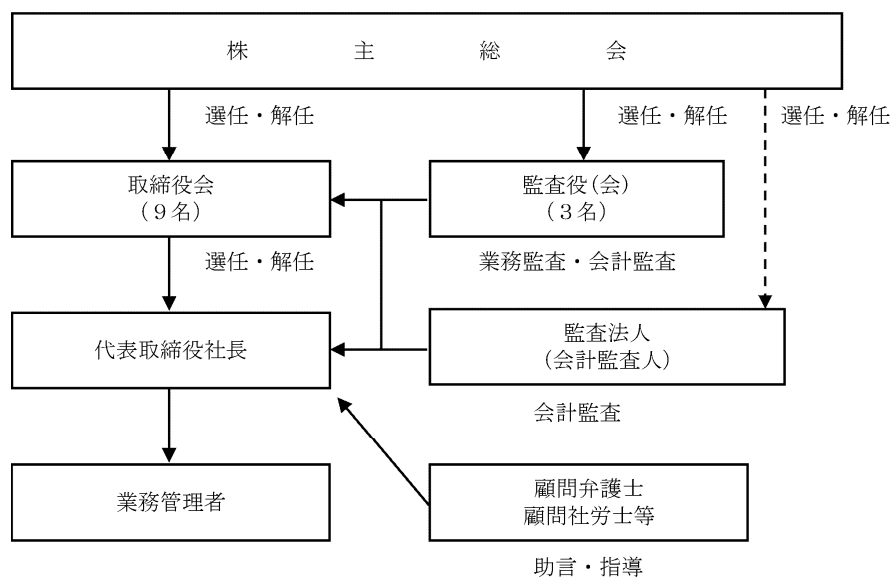 株主総会
選任・解任
選任・解任
選任・解任
取締役会
(9名)
監査役(会)
(3名)
選任・解任
業務監査・会計監査
代表取締役社長
監査法人
(会計監査人)
会計監査
業務管理者
顧問弁護士
顧問社労士等
助言・指導